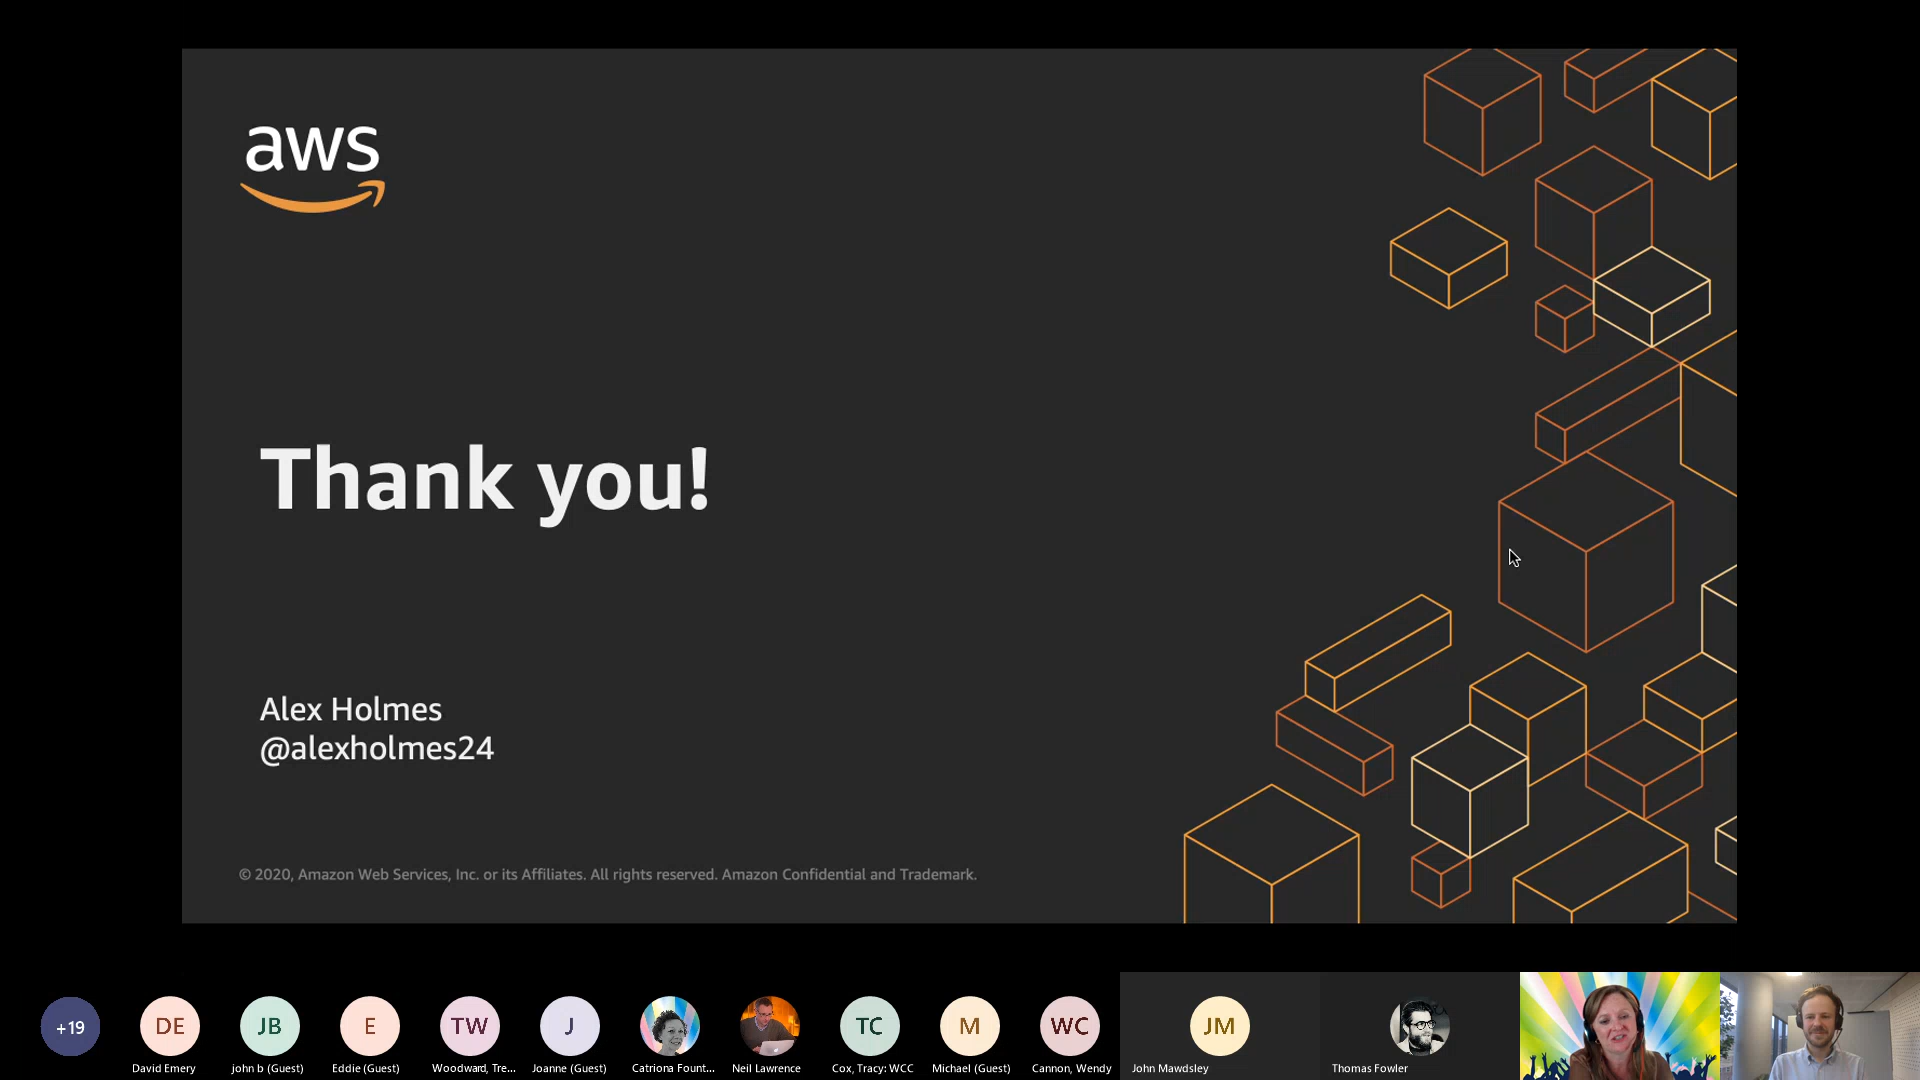 aws
Thank you!
Alex Holmes
@alexholmes24
© 2020, Amazon Web Services, Inc. or its Affiliates. All rights reserved. Amazon Confidential and Trademark.
+19
DE
JB
E
TW
J
TC
M
WC
JM
David Emery
john b (Guest)
Eddie (Guest)
Woodward, Tre...
Joanne (Guest)
Catriona Fount...
Neil Lawrence
Cox, Tracy: WCC
Michael (Guest)
Cannon, Wendy
John Mawdsley
Thomas Fowler